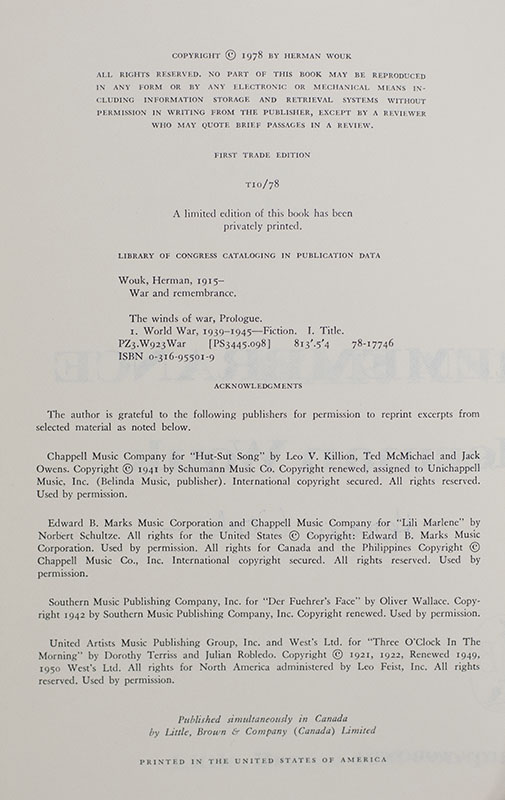 COPYRIGHT © 1978 BY HERMAN WOUK
ALL RIGHTS RESERVED. NO PART OF THIS BOOK MAY BE REPRODUCED
IN ANY FORM OR BY ANY ELECTRONIC OR MECHANICAL MEANS IN-
CLUDING INFORMATION STORAGE AND RETRIEVAL SYSTEMS WITHOUT
PERMISSION IN WRITING FROM THE PUBLISHER, EXCEPT BY A REVIEWER
WHO MAY QUOTE BRIEF PASSAGES IN A REVIEW.
FIRST TRADE EDITION
T10/78
A limited edition of this book has been
privately printed.
LIBRARY OF CONGRESS CATALOGING IN PUBLICATION DATA
Wouk, Herman, 1915–
War and remembrance.
The winds of war, Prologue.
1. World War, 1939-1945—Fiction. I. Title.
PZ3.W923War [PS3445.098] 813'.5'4 78-17746
ISBN 0-316-95501-9
ACKNOWLEDGMENTS
The author is grateful to the following publishers for permission to reprint excerpts from
selected material as noted below.
Chappell Music Company for "Hut-Sut Song" by Leo V. Killion, Ted McMichael and Jack
Owens. Copyright © 1941 by Schumann Music Co. Copyright renewed, assigned to Unichappell
Music, Inc. (Belinda Music, publisher). International copyright secured. All rights reserved.
Used by permission.
Edward B. Marks Music Corporation and Chappell Music Company for "Lili Marlene" by
Norbert Schultze. All rights for the United States © Copyright: Edward B. Marks Music
Corporation. Used by permission. All rights for Canada and the Philippines Copyright ©
Chappell Music Co., Inc. International copyright secured. All rights reserved. Used by
permission.
Southern Music Publishing Company, Inc. for "Der Fuehrer's Face" by Oliver Wallace. Copy-
right 1942 by Southern Music Publishing Company, Inc. Copyright renewed. Used by permission.
United Artists Music Publishing Group, Inc. and West's Ltd. for "Three O'Clock In The
Morning" by Dorothy Terriss and Julian Robledo. Copyright © 1921, 1922, Renewed 1949,
1950 West's Ltd. All rights for North America administered by Leo Feist, Inc. All rights
reserved. Used by permission.
Published simultaneously in Canada
by Little, Brown & Company (Canada) Limited
PRINTED IN THE UNITED STATES OF AMERICA